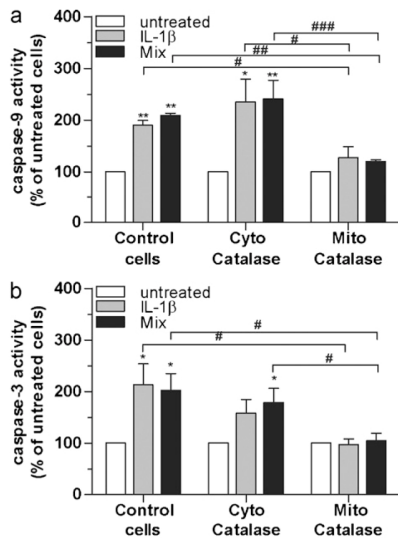 a
untreated
IL-1β
Mix
###
#
##
#
caspase-9 activity
(% of untreated cells)
400
300
200
100
0
**
**
*
**
Control
cells
Cyto
Catalase
Mito
Catalase
b
untreated
IL-1β
Mix
#
#
#
caspase-3 activity
(% of untreated cells)
400
300
200
100
0
*
*
*
Control
cells
Cyto
Catalase
Mito
Catalase